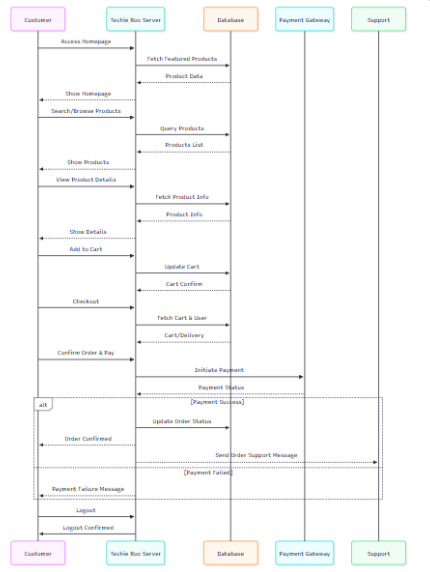 Customer
Techie Roo Server
Database
Payment Gateway
Support
Access Homepage
Fetch Featured Products
Product Data
Show Homepage
Search/Browse Products
Query Products
Products List
Show Products
View Product Details
Fetch Product Info
Product Info
Show Details
Add to Cart
Update Cart
Cart Confirm
Checkout
Fetch Cart & User
Cart/Delivery
Confirm Order & Pay
Initiate Payment
Payment Status
alt
[Payment Success]
Update Order Status
Order Confirmed
Send Order Support Message
[Payment Failed]
Payment Failure Message
Logout
Logout Confirmed
Customer
Techie Roo Server
Database
Payment Gateway
Support